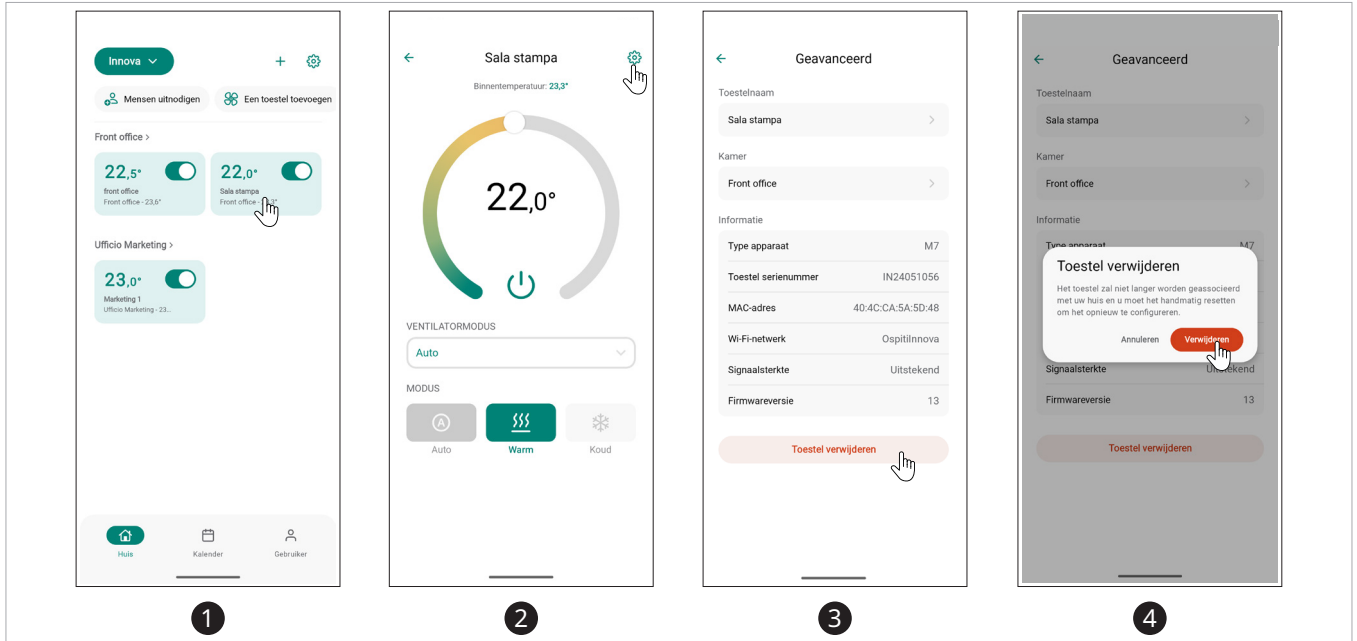 Innova
Mensen uitnodigen
Een toestel toevoegen
Front office >
22,5°
front office
Front office - 23,6°
22,0°
Sala stampa
Front office -
Ufficio Marketing >
23,0°
Marketing 1
Ufficio Marketing - 23...
Huis
Kalender
Gebruiker
1
Sala stampa
Binnentemperatuur: 23,3°
22,0°
VENTILATORMODUS
Auto
MODUS
A
Auto
Warm
Koud
2
Geavanceerd
Toestelnaam
Sala stampa
Kamer
Front office
Informatie
Type apparaat M7
Toestel serienummer IN24051056
MAC-adres 40:4C:CA:5A:5D:48
Wi-Fi-netwerk OspitiInnova
Signaalsterkte Uitstekend
Firmwareversie 13
Toestel verwijderen
3
Geavanceerd
Toestelnaam
Sala stampa
Kamer
Front office
Informatie
Type apparaat M7
Toestel verwijderen
Het toestel zal niet langer worden geassocieerd
met uw huis en u moet het handmatig resetten
om het opnieuw te configureren.
Annuleren
Verwijderen
Signaalsterkte Uitstekend
Firmwareversie 13
Toestel verwijderen
4